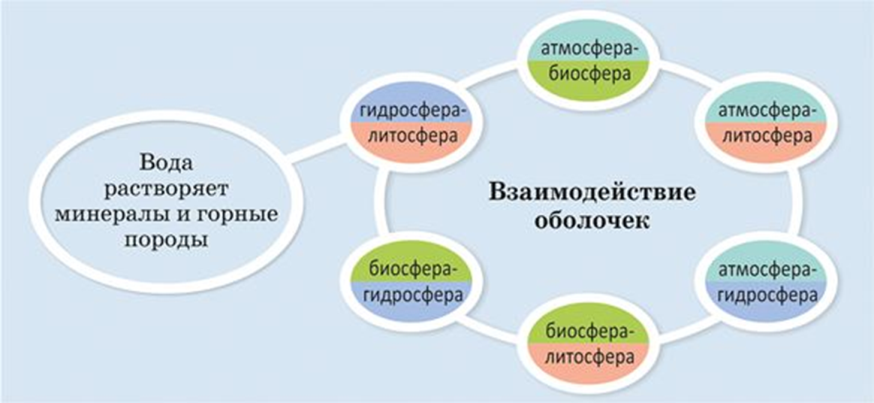 Вода
растворяет
минералы и горные
породы
гидросфера-
литосфера
атмосфера-
биосфера
атмосфера-
литосфера
Взаимодействие
оболочек
биосфера-
гидросфера
биосфера-
литосфера
атмосфера-
гидросфера